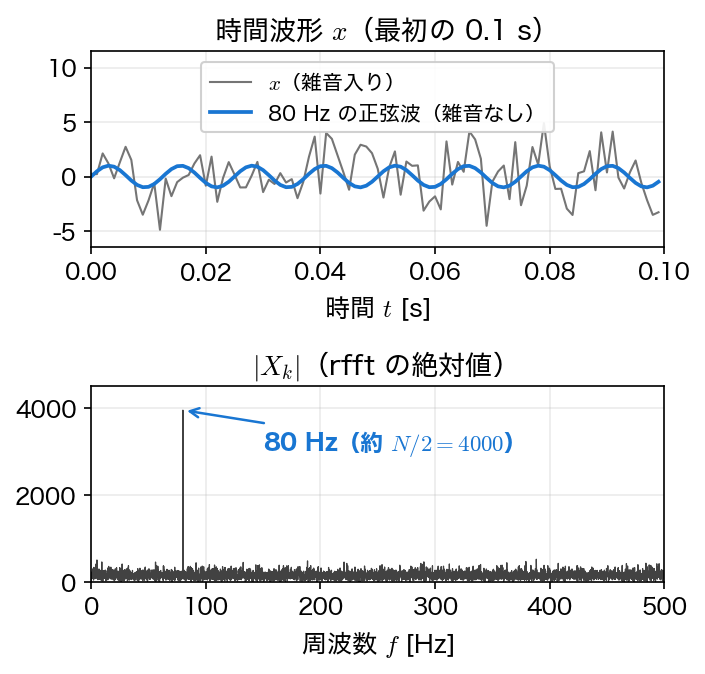 時間波形 x（最初の 0.1 s）
10
5
0
-5
x（雑音入り）
80 Hz の正弦波（雑音なし）
0.00 0.02 0.04 0.06 0.08 0.10
時間 t [s]
|X_k|（rfft の絶対値）
4000
2000
0
80 Hz（約 N/2 = 4000）
0 100 200 300 400 500
周波数 f [Hz]